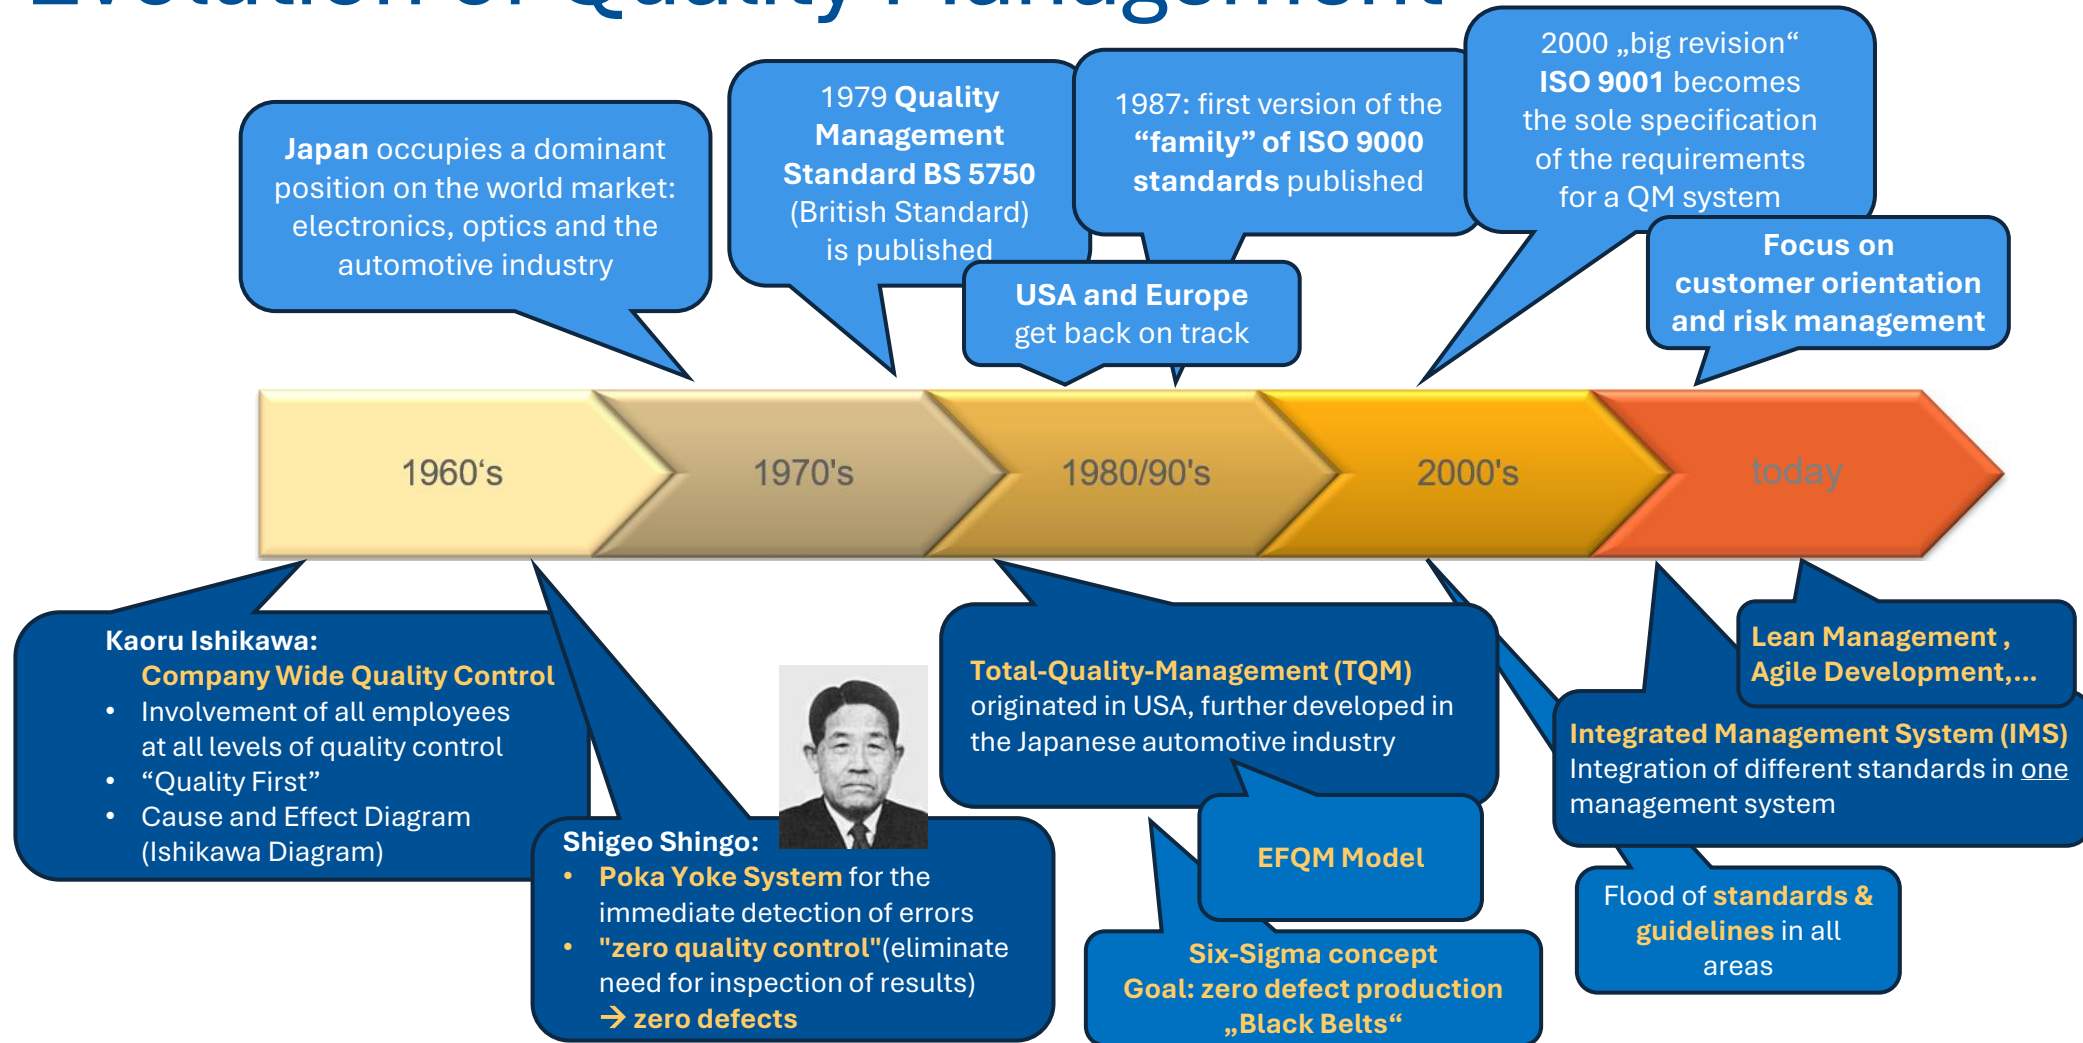 Evolution of Quality Management
Japan occupies a dominant
position on the world market:
electronics, optics and the
automotive industry
1979 Quality
Management
Standard BS 5750
(British Standard)
is published
1987: first version of the
“family” of ISO 9000
standards published
2000 „big revision“
ISO 9001 becomes
the sole specification
of the requirements
for a QM system
USA and Europe
get back on track
Focus on
customer orientation
and risk management
1960‘s
1970's
1980/90's
2000's
today
Kaoru Ishikawa:
Company Wide Quality Control
• Involvement of all employees
at all levels of quality control
• “Quality First”
• Cause and Effect Diagram
(Ishikawa Diagram)
Shigeo Shingo:
• Poka Yoke System for the
immediate detection of errors
• "zero quality control"(eliminate
need for inspection of results)
→ zero defects
Total-Quality-Management (TQM)
originated in USA, further developed in
the Japanese automotive industry
EFQM Model
Six-Sigma concept
Goal: zero defect production
„Black Belts“
Lean Management ,
Agile Development,...
Integrated Management System (IMS)
Integration of different standards in one
management system
Flood of standards &
guidelines in all
areas